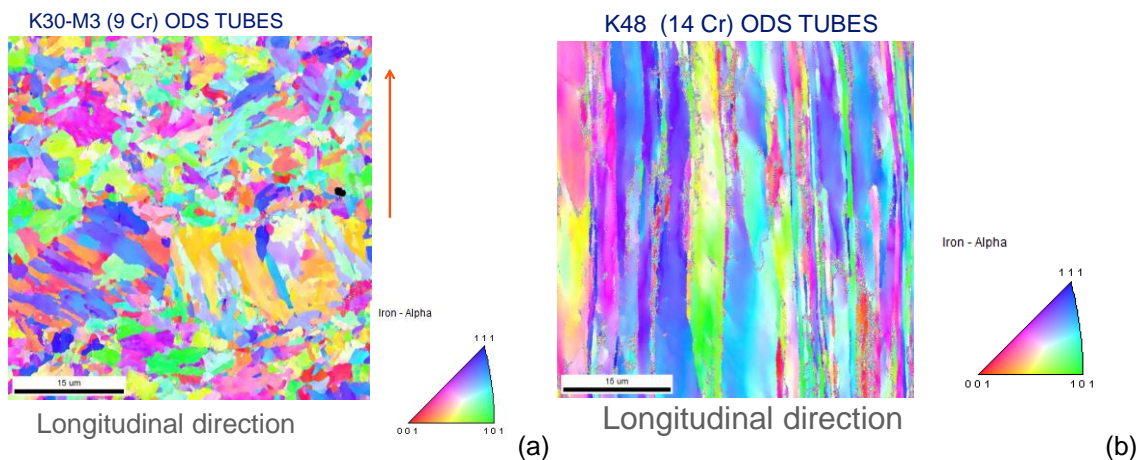 K30-M3 (9 Cr) ODS TUBES
15 um
Longitudinal direction
Iron - Alpha
1 1 1
0 0 1
1 0 1
(a)
K48 (14 Cr) ODS TUBES
15 um
Longitudinal direction
Iron - Alpha
1 1 1
0 0 1
1 0 1
(b)